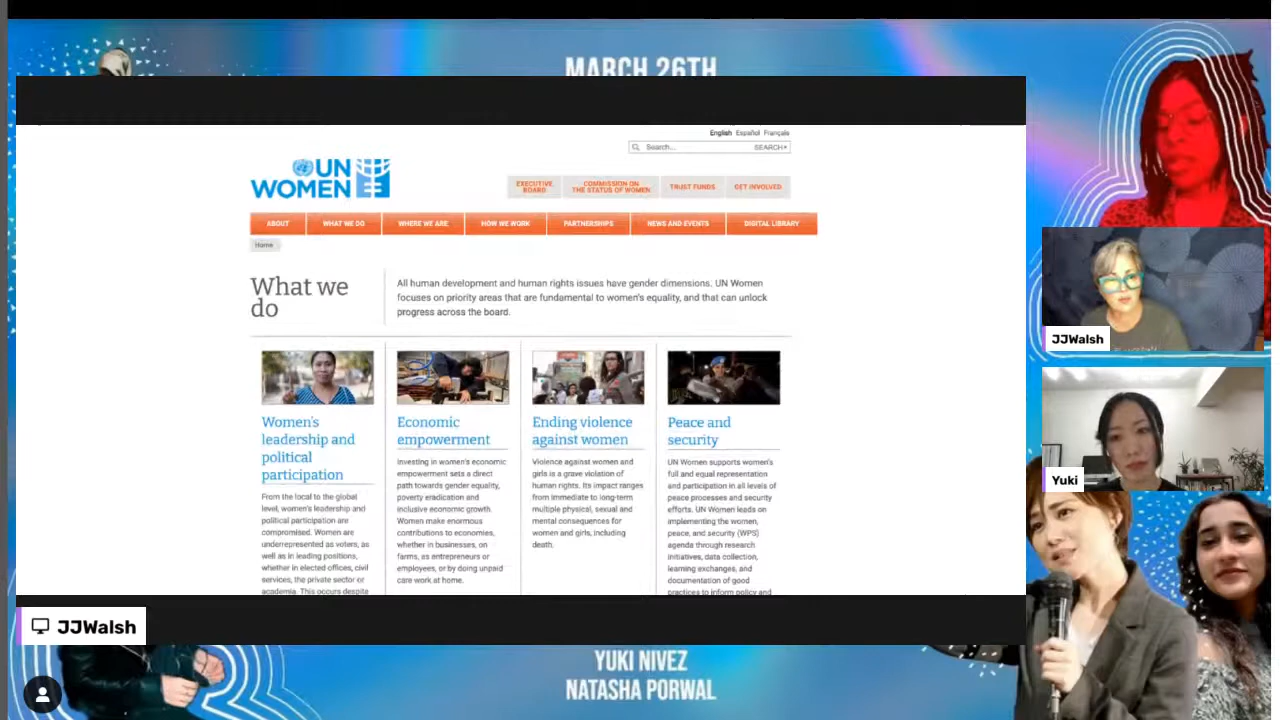 MARCH 26TH
English Español Français
Search... SEARCH
UN
WOMEN
EXECUTIVE
BOARD
COMMISSION ON
THE STATUS OF WOMEN
TRUST FUNDS
GET INVOLVED
ABOUT
WHAT WE DO
WHERE WE ARE
HOW WE WORK
PARTNERSHIPS
NEWS AND EVENTS
DIGITAL LIBRARY
Home
What we
do
All human development and human rights issues have gender dimensions. UN Women
focuses on priority areas that are fundamental to women's equality, and that can unlock
progress across the board.
Women's
leadership and
political
participation
From the local to the global
level, women's leadership and
political participation are
compromised. Women are
underrepresented as voters, as
well as in leading positions,
whether in elected offices, civil
services, the private sector or
academia. This occurs despite
Economic
empowerment
Investing in women's economic
empowerment sets a direct
path towards gender equality,
poverty eradication and
inclusive economic growth.
Women make enormous
contributions to economies,
whether in businesses, on
farms, as entrepreneurs or
employees, or by doing unpaid
care work at home.
Ending violence
against women
Violence against women and
girls is a grave violation of
human rights. Its impact ranges
from immediate to long-term
multiple physical, sexual and
mental consequences for
women and girls, including
death.
Peace and
security
UN Women supports women's
full and equal representation
and participation in all levels of
peace processes and security
efforts. UN Women leads on
implementing the women,
peace, and security (WPS)
agenda through research
initiatives, data collection,
learning exchanges, and
documentation of good
practices to inform policy and
JJWalsh
Yuki
JJWalsh
YUKI NIVEZ
NATASHA PORWAL